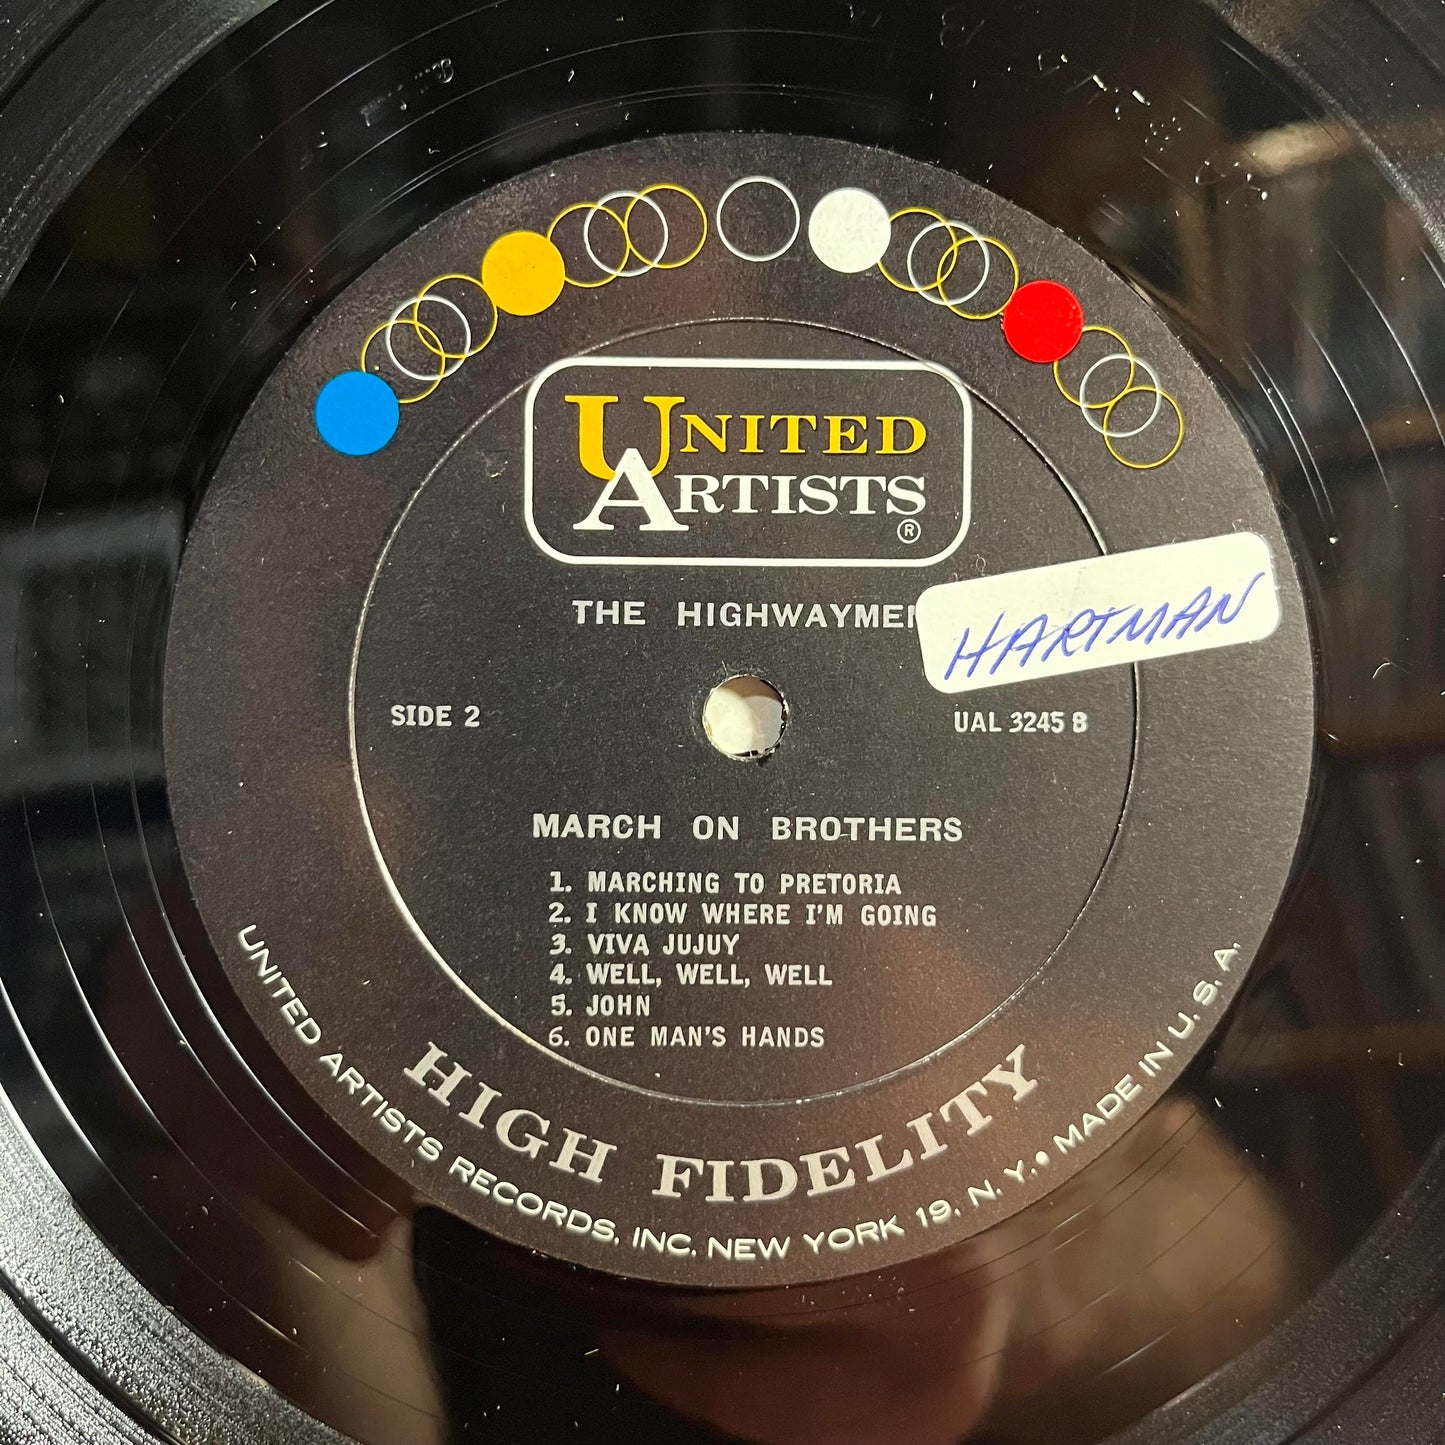 UNITED
ARTISTS
®
THE HIGHWAYMEN
HARTMAN
SIDE 2
UAL 3245 B
MARCH ON BROTHERS
1. MARCHING TO PRETORIA
2. I KNOW WHERE I'M GOING
3. VIVA JUJUY
4. WELL, WELL, WELL
5. JOHN
6. ONE MAN'S HANDS
HIGH FIDELITY
UNITED ARTISTS RECORDS, INC. NEW YORK 19, N. Y. • MADE IN U. S. A.